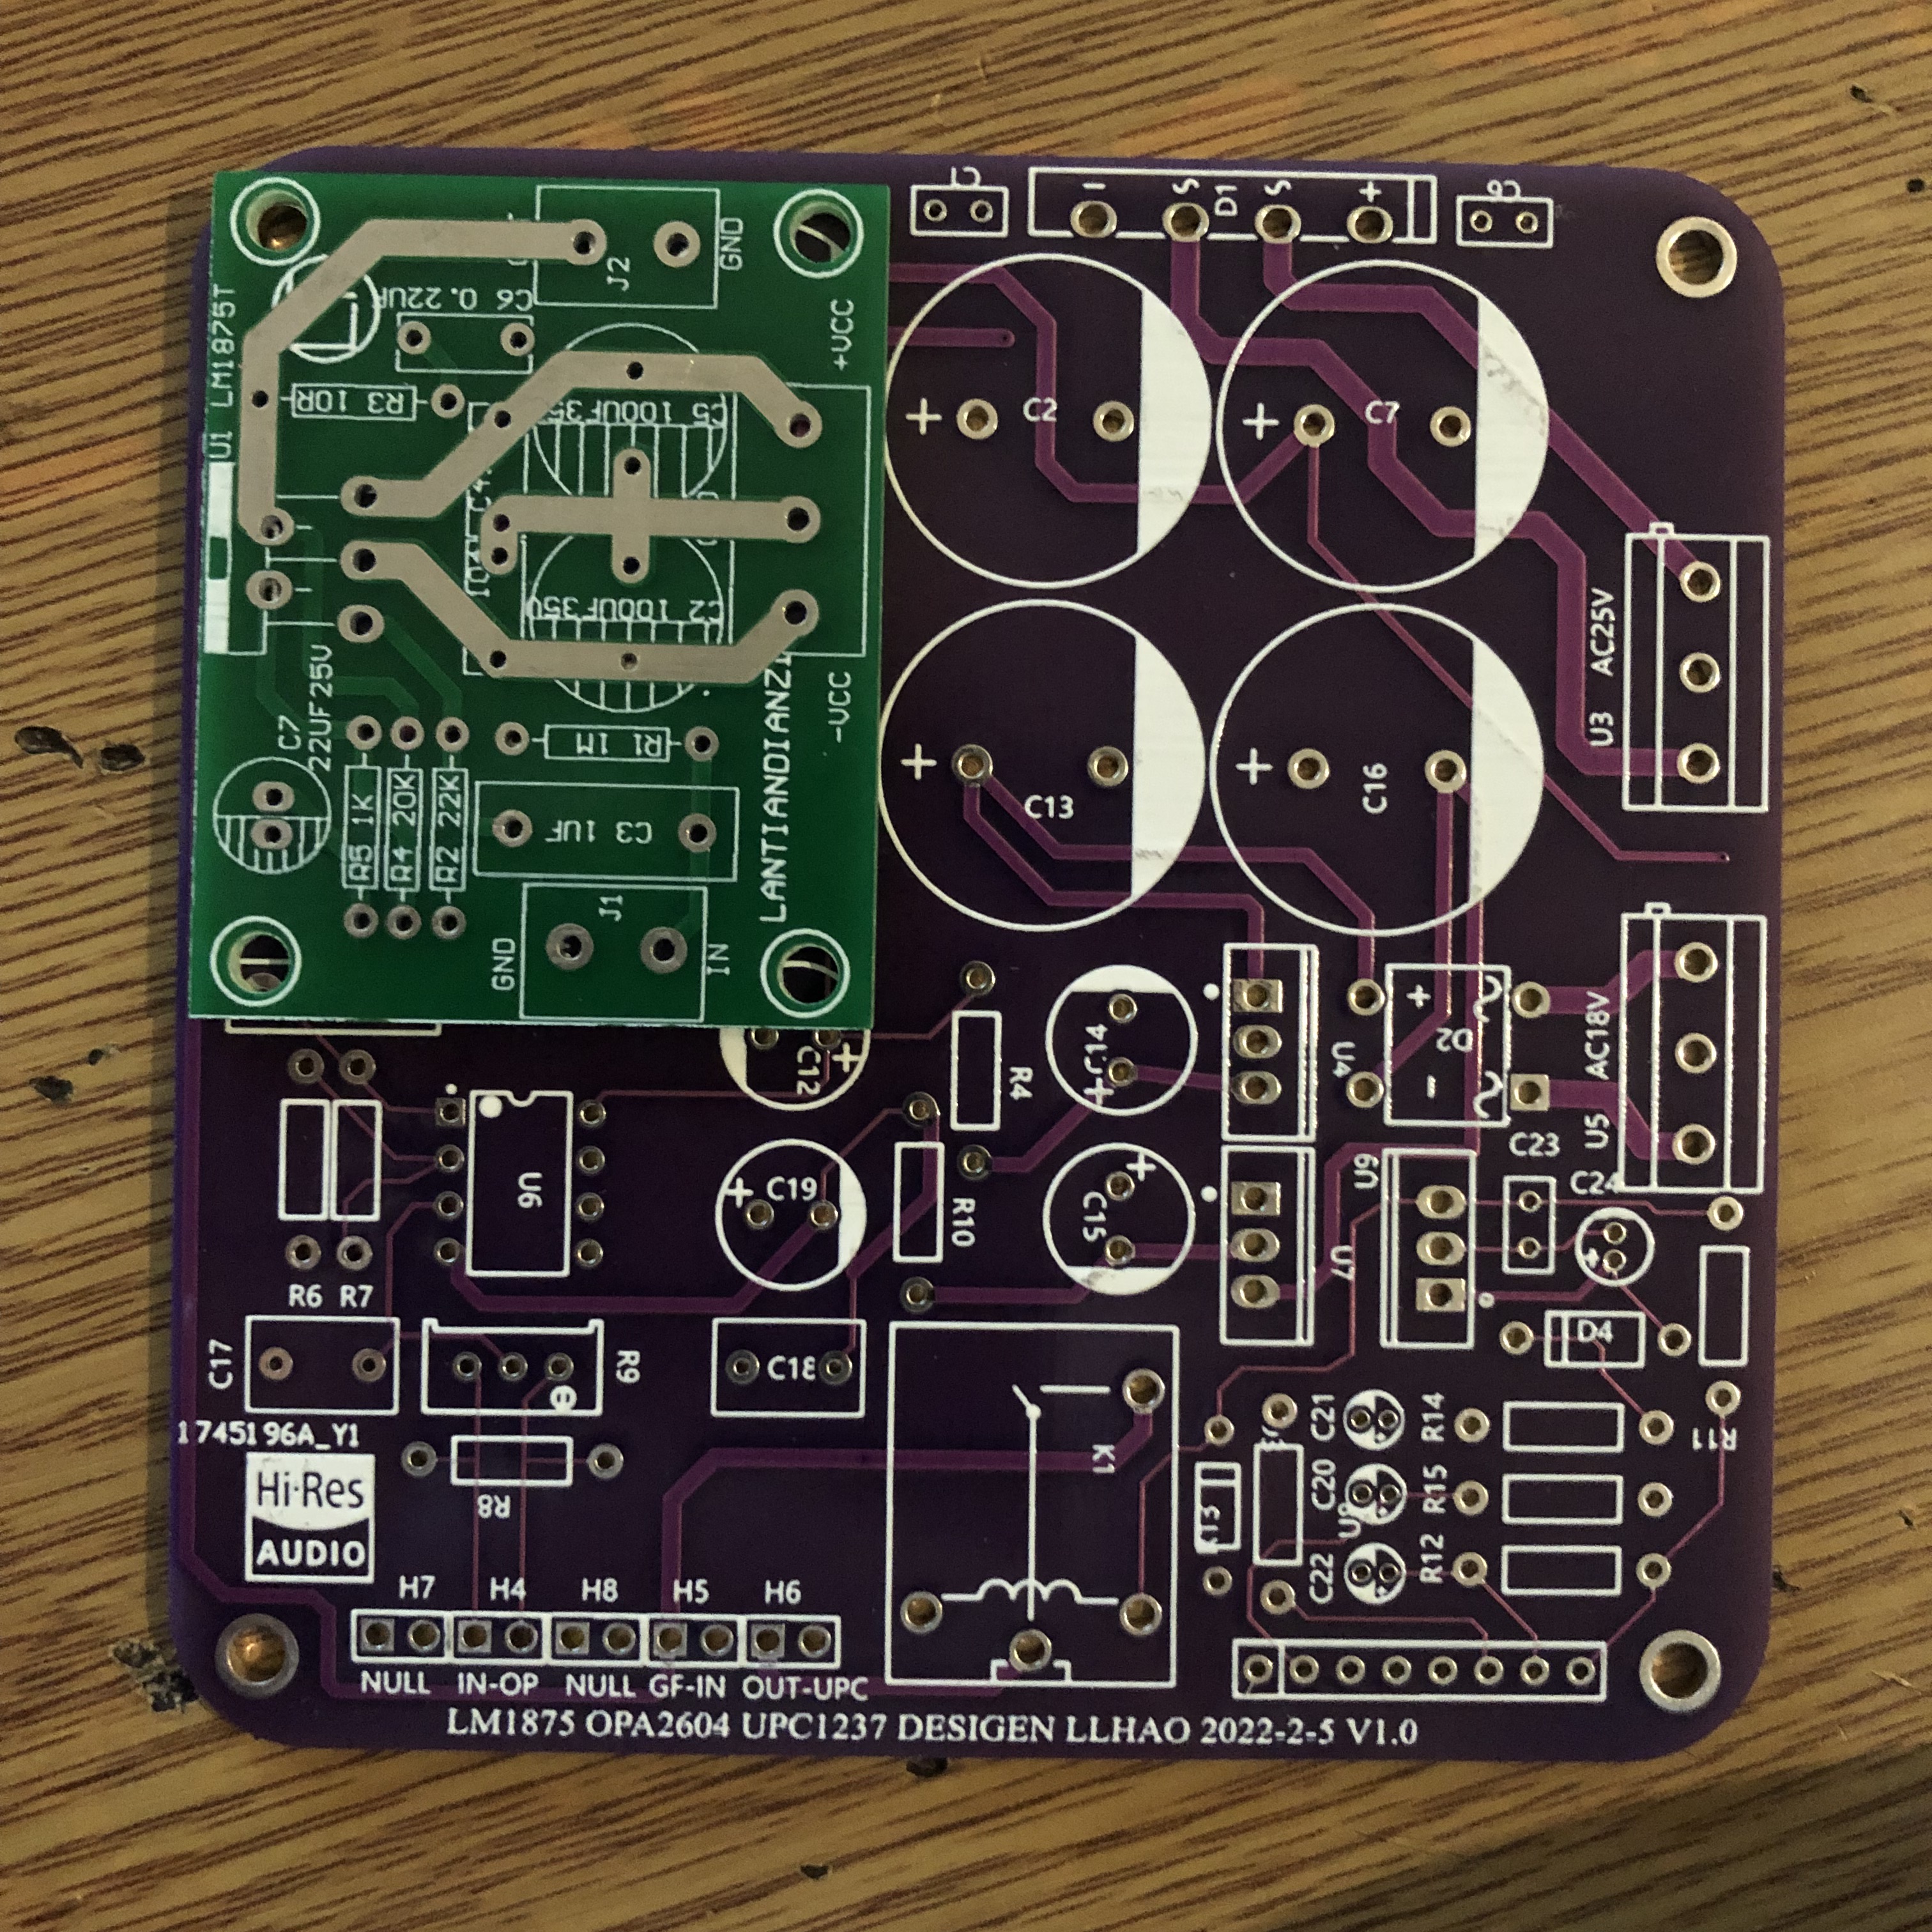 J2
GND
C6 0.22UF
U1 LM1875T
+VCC
R3 10R
C5 100UF35V
C4
C2 100UF35V
-VCC
C7
22UF25V
R1 1M
R5 1K
R4 20K
R2 22K
C3 1UF
LANTIANDIANZI
J1
GND
IN
- S D1 S +
C2
+
C7
+
C13
+
C16
+
U3 AC25V
U5 AC18V
C12
+
C14
+
R4
U4
+
D2
-
C23
C24
+
U6
C19
+
R10
C15
+
U7
U9
R6 R7
C17
R9
C18
D4
R11
1745196A_Y1
Hi-Res
AUDIO
R8
K1
C21
R14
C20
R15
C22
R12
H7 H4 H8 H5 H6
NULL IN-OP NULL GF-IN OUT-UPC
LM1875 OPA2604 UPC1237 DESIGEN LLHAO 2022-2-5 V1.0